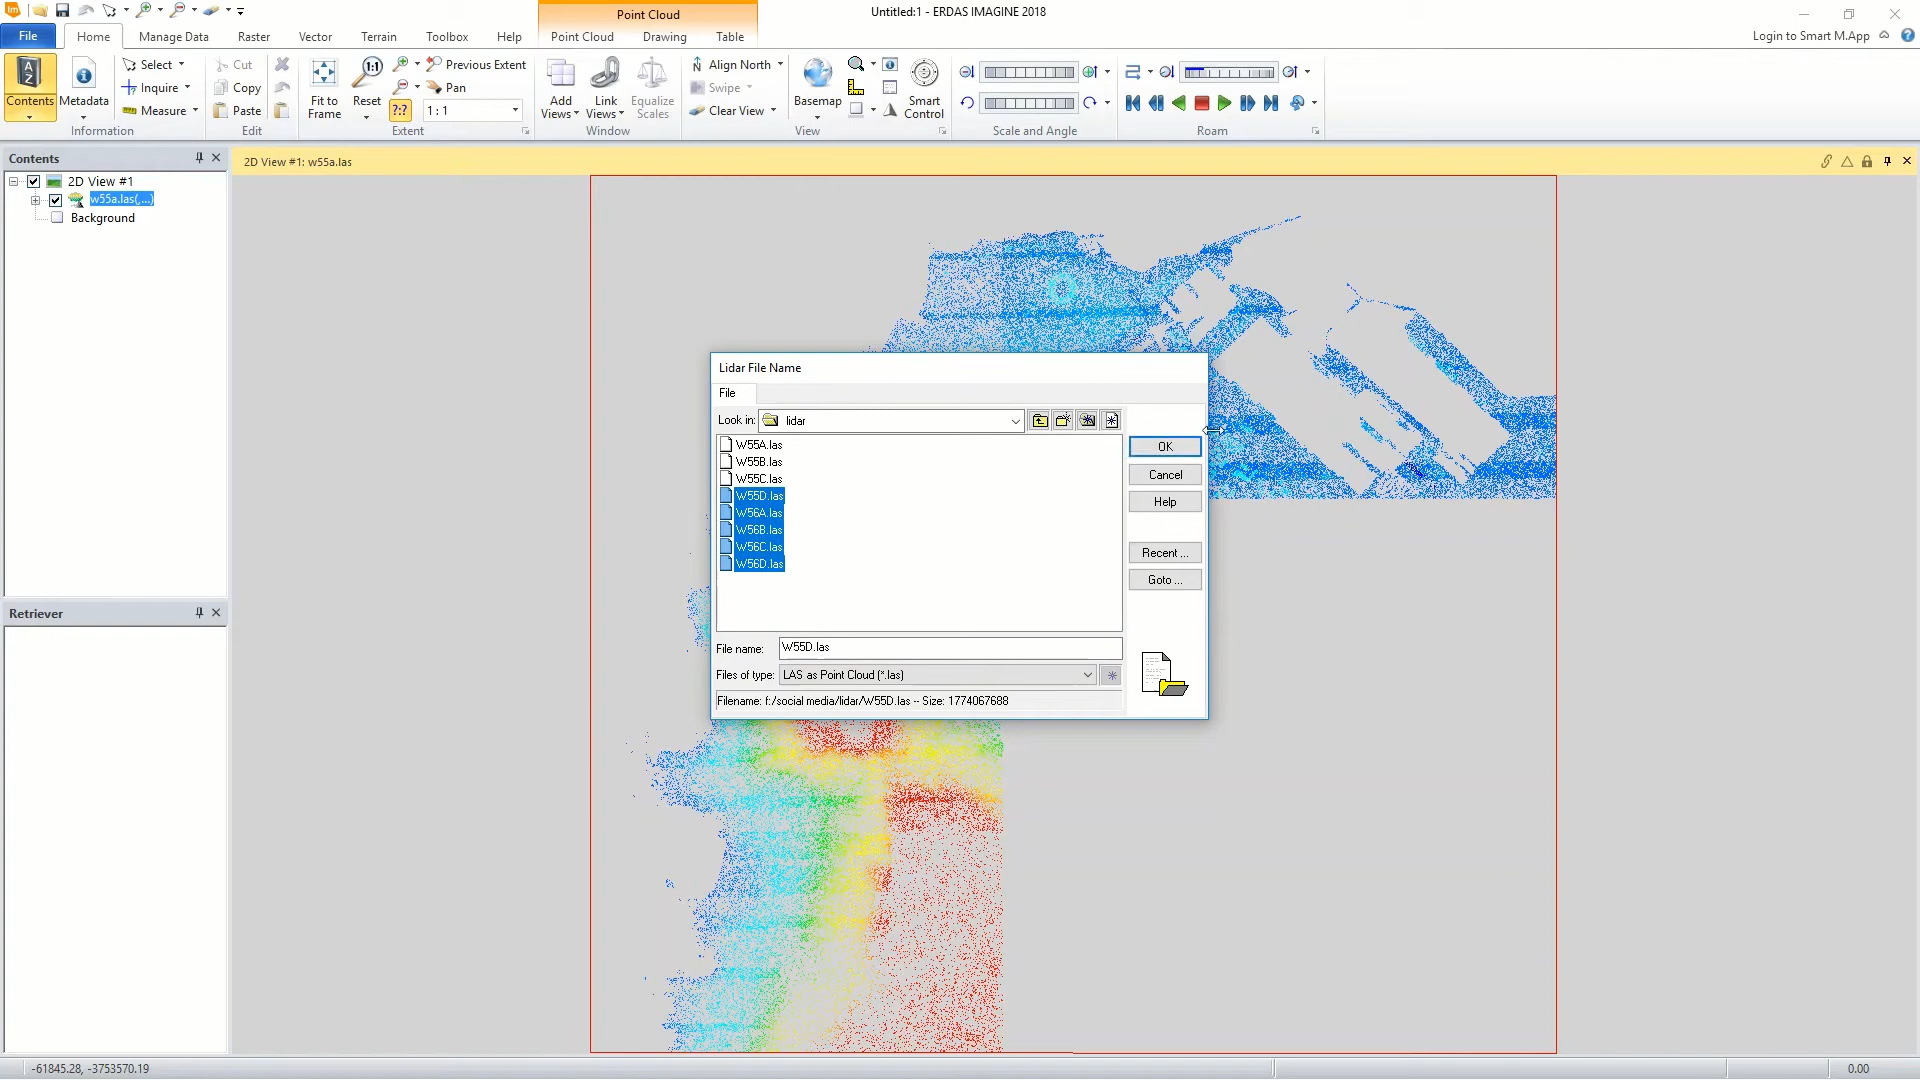 Point Cloud
Untitled:1 - ERDAS IMAGINE 2018
File
Home
Manage Data
Raster
Vector
Terrain
Toolbox
Help
Point Cloud
Drawing
Table
Login to Smart M.App
Contents
Metadata
Select
Inquire
Measure
Information
Cut
Copy
Paste
Edit
Fit to
Frame
Reset
Previous Extent
Pan
?:?
1 : 1
Extent
Add
Views
Link
Views
Equalize
Scales
Window
Align North
Swipe
Clear View
Basemap
Smart
Control
View
Scale and Angle
Roam
Contents
2D View #1
w55a.las(,...)
Background
Retriever
2D View #1: w55a.las
Lidar File Name
File
Look in:
lidar
W55A.las
W55B.las
W55C.las
W55D.las
W56A.las
W56B.las
W56C.las
W56D.las
OK
Cancel
Help
Recent ...
Goto ...
File name:
W55D.las
Files of type:
LAS as Point Cloud (*.las)
Filename: f:/social media/lidar/W55D.las -- Size: 1774067688
-61845.28, -3753570.19
0.00